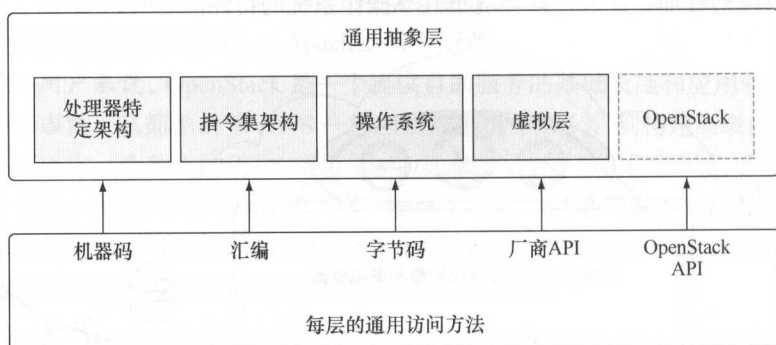 通用抽象层
处理器特
定架构
指令集架构
操作系统
虚拟层
OpenStack
机器码
汇编
字节码
厂商API
OpenStack
API
每层的通用访问方法